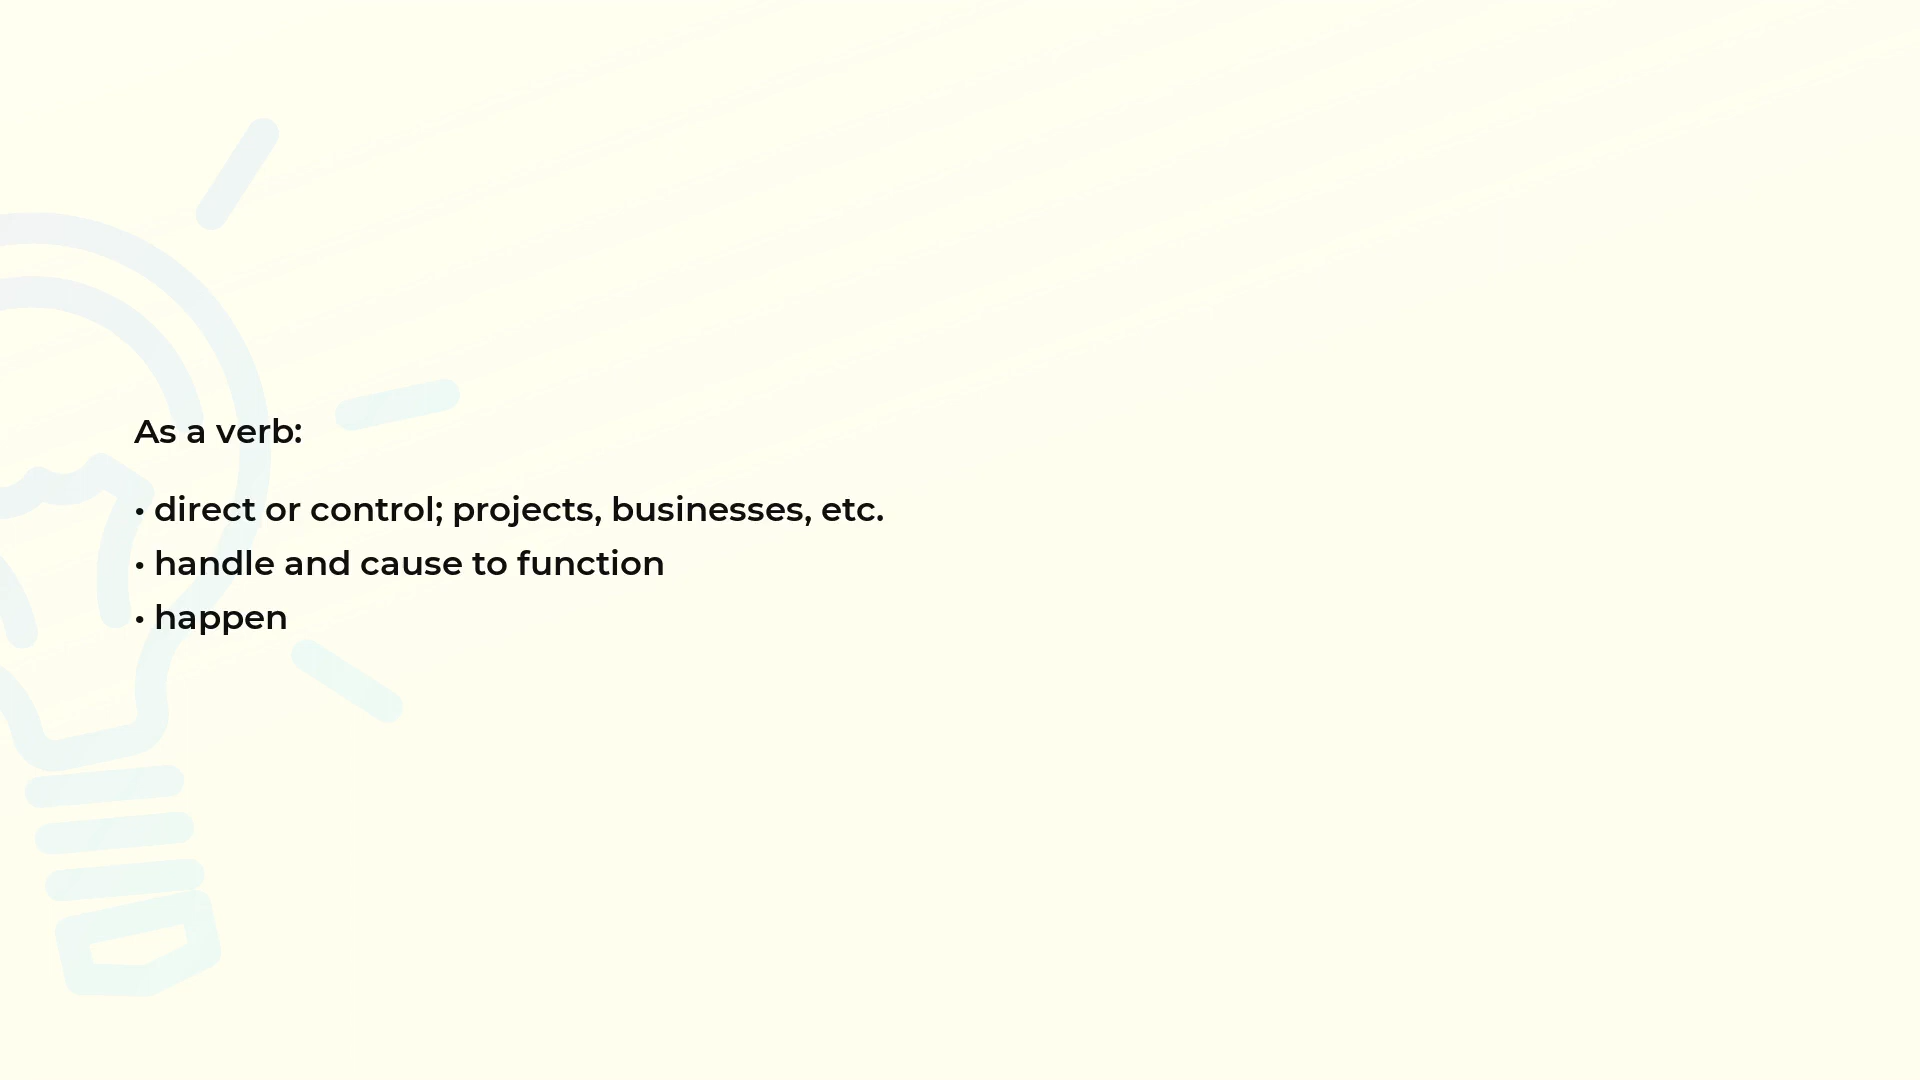 As a verb:
• direct or control; projects, businesses, etc.
• handle and cause to function
• happen